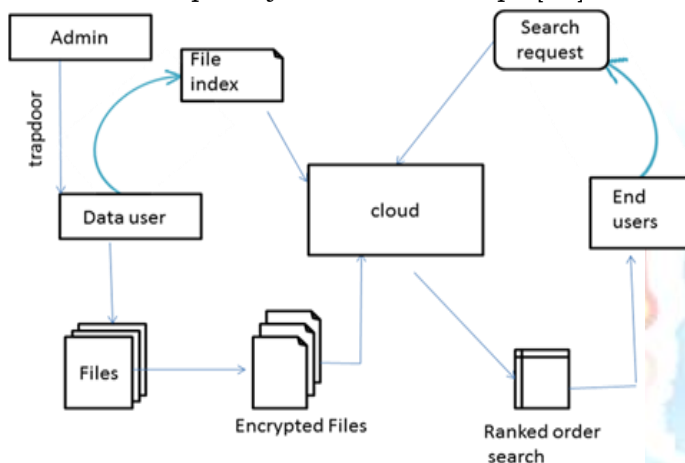 Admin
File
index
Search
request
trapdoor
Data user
cloud
End
users
Files
Encrypted Files
Ranked order
search